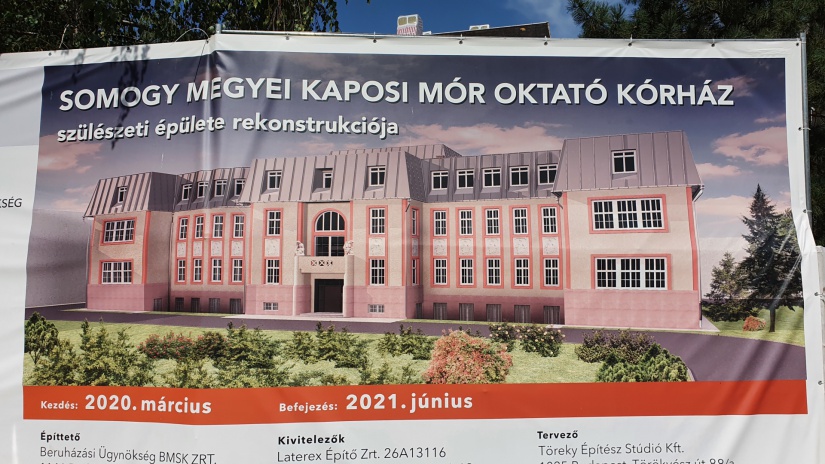 SOMOGY MEGYEI KAPOSI MÓR OKTATÓ KÓRHÁZ
szülészeti épülete rekonstrukciója
Kezdés: 2020. március
Befejezés: 2021. június
Építtető
Beruházási Ügynökség BMSK ZRT.
Kivitelezők
Laterex Építő Zrt. 26A13116
Tervező
Töreky Építész Stúdió Kft.